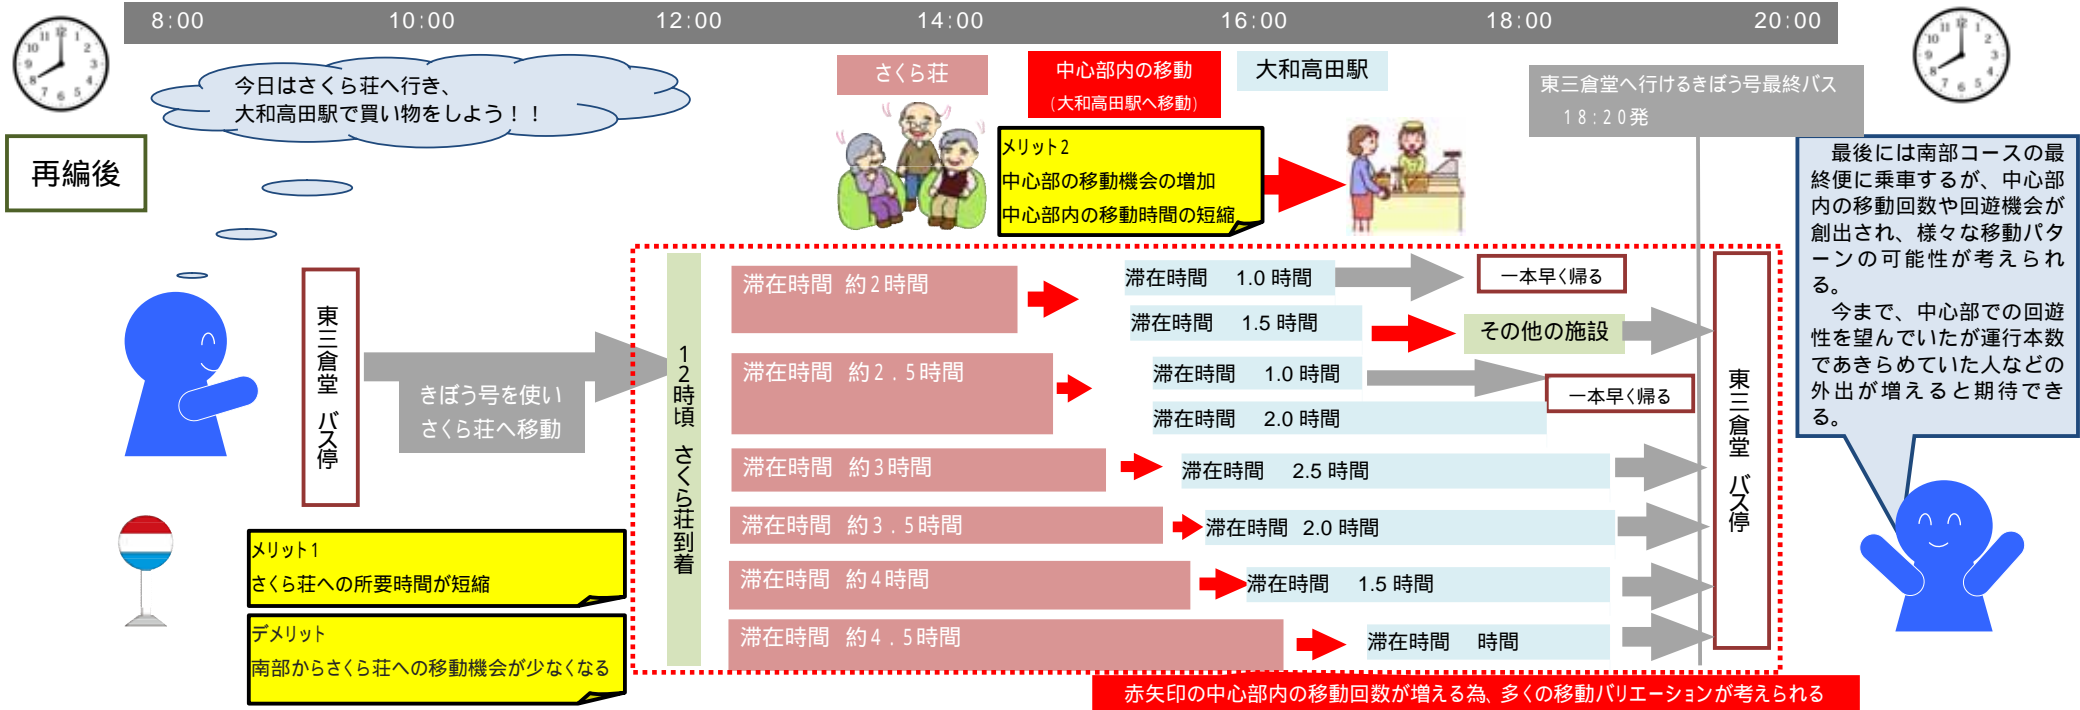 8:00 10:00 12:00 14:00 16:00 18:00 20:00
今日はさくら荘へ行き、
大和高田駅で買い物をしよう！！
再編後
さくら荘
中心部内の移動
（大和高田駅へ移動）
大和高田駅
東三倉堂へ行けるきぼう号最終バス
18:20発
メリット2
中心部の移動機会の増加
中心部内の移動時間の短縮
最後には南部コースの最
終便に乗車するが、中心部
内の移動回数や回遊機会が
創出され、様々な移動パタ
ーンの可能性が考えられ
る。
今まで、中心部での回遊
性を望んでいたが運行本数
であきらめていた人などの
外出が増えると期待でき
る。
東三倉堂 バス停
きぼう号を使い
さくら荘へ移動
12時頃 さくら荘到着
滞在時間 約2時間
滞在時間 1.0 時間
一本早く帰る
滞在時間 1.5 時間
その他の施設
滞在時間 約2.5時間
滞在時間 1.0 時間
一本早く帰る
滞在時間 2.0 時間
滞在時間 約3時間
滞在時間 2.5 時間
滞在時間 約3.5時間
滞在時間 2.0 時間
滞在時間 約4時間
滞在時間 1.5 時間
滞在時間 約4.5時間
滞在時間 時間
東三倉堂 バス停
メリット1
さくら荘への所要時間が短縮
デメリット
南部からさくら荘への移動機会が少なくなる
赤矢印の中心部内の移動回数が増える為、多くの移動バリエーションが考えられる